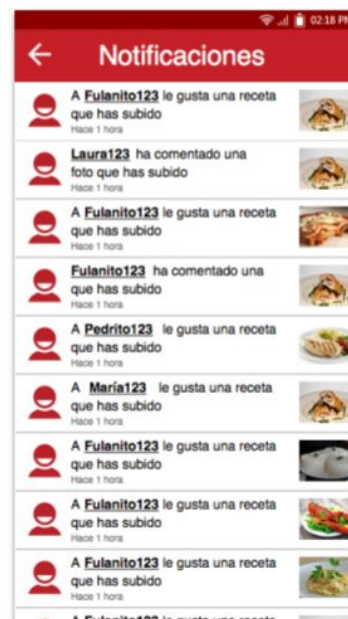 02:18 PM
Notificaciones
A Fulanito123 le gusta una receta
que has subido
Hace 1 hora
Laura123 ha comentado una
foto que has subido
Hace 1 hora
A Fulanito123 le gusta una receta
que has subido
Hace 1 hora
Fulanito123 ha comentado una
que has subido
Hace 1 hora
A Pedrito123 le gusta una receta
que has subido
Hace 1 hora
A María123 le gusta una receta
que has subido
Hace 1 hora
A Fulanito123 le gusta una receta
que has subido
Hace 1 hora
A Fulanito123 le gusta una receta
que has subido
Hace 1 hora
A Fulanito123 le gusta una receta
que has subido
Hace 1 hora
A Fulanito123 le gusta una receta